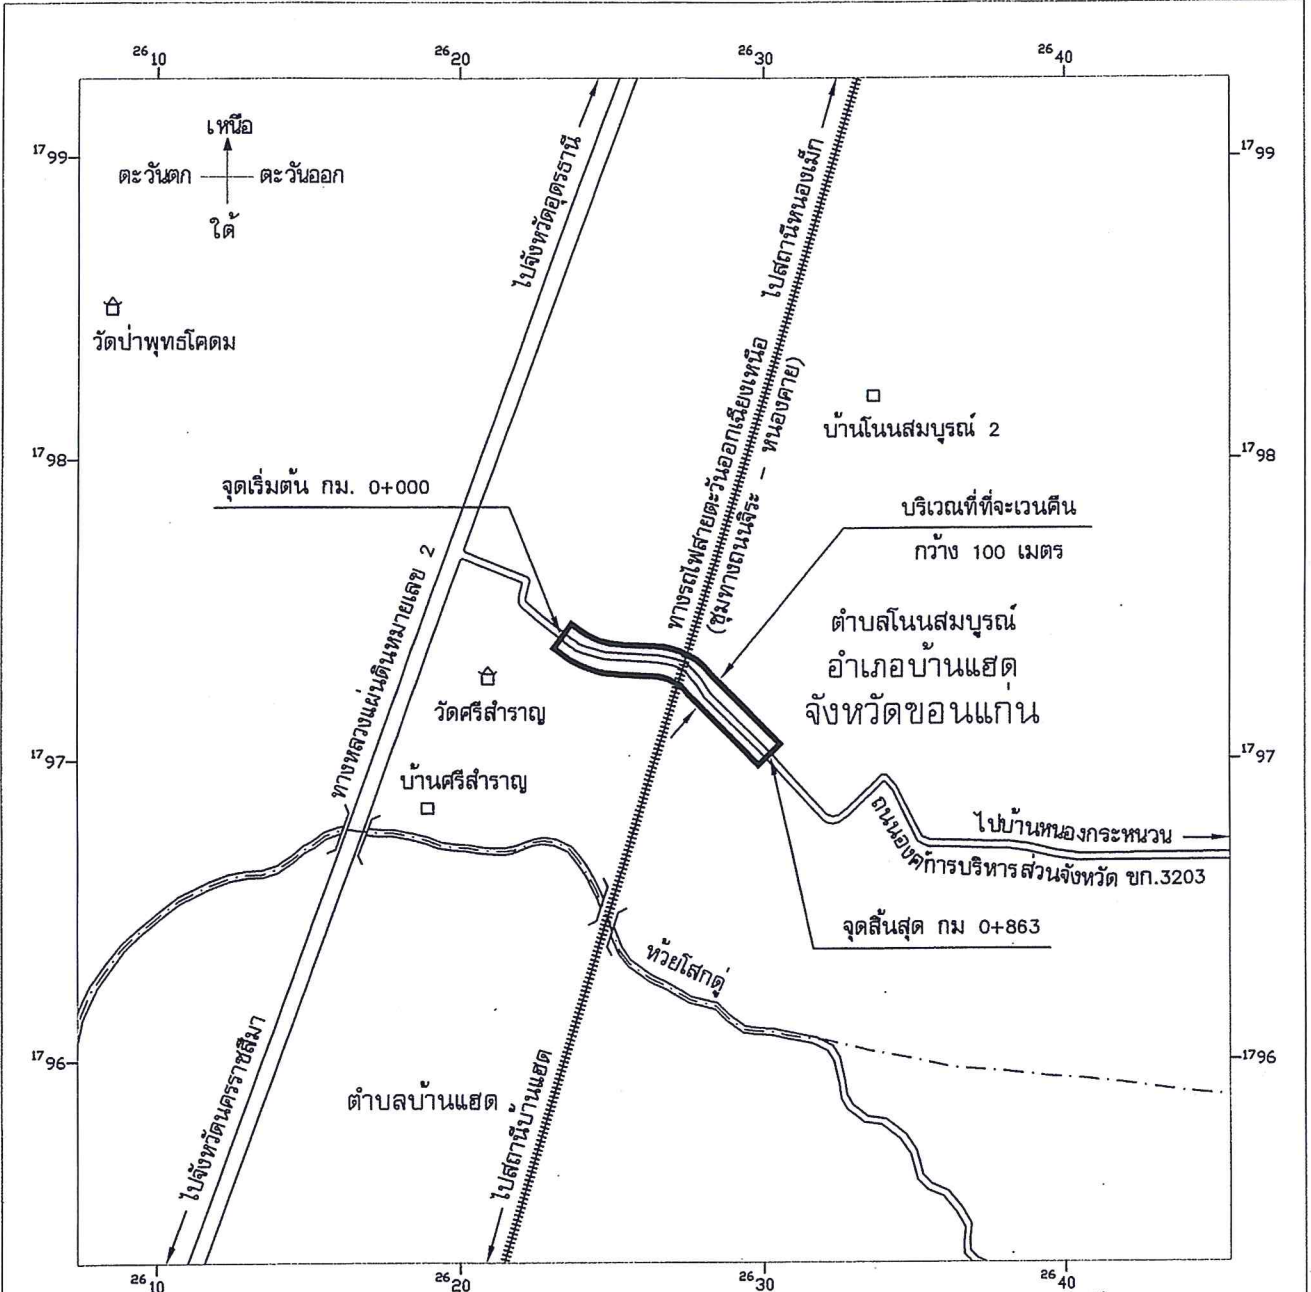 2610 2620 2630 2640
เหนือ
ตะวันตก ตะวันออก
ใต้
1799 1799
ไปจังหวัดอุดรธานี
ไปสถานีหนองเม็ก
วัดป่าพุทธโคดม
ทางรถไฟสายตะวันออกเฉียงเหนือ
(ชุมทางถนนจิระ - หนองคาย)
บ้านโนนสมบูรณ์ 2
1798 1798
จุดเริ่มต้น กม. 0+000
บริเวณที่ที่จะเวนคืน
กว้าง 100 เมตร
ทางหลวงแผ่นดินหมายเลข 2
ตำบลโนนสมบูรณ์
อำเภอบ้านแฮด
จังหวัดขอนแก่น
วัดศรีสำราญ
1797 1797
บ้านศรีสำราญ
ไปบ้านหนองกระหนวน
ถนนองค์การบริหารส่วนจังหวัด ขก.3203
จุดสิ้นสุด กม 0+863
ห้วยโสกดู่
1796 1796
ไปจังหวัดนครราชสีมา
ตำบลบ้านแฮด
ไปสถานีบ้านแฮด
2610 2620 2630 2640